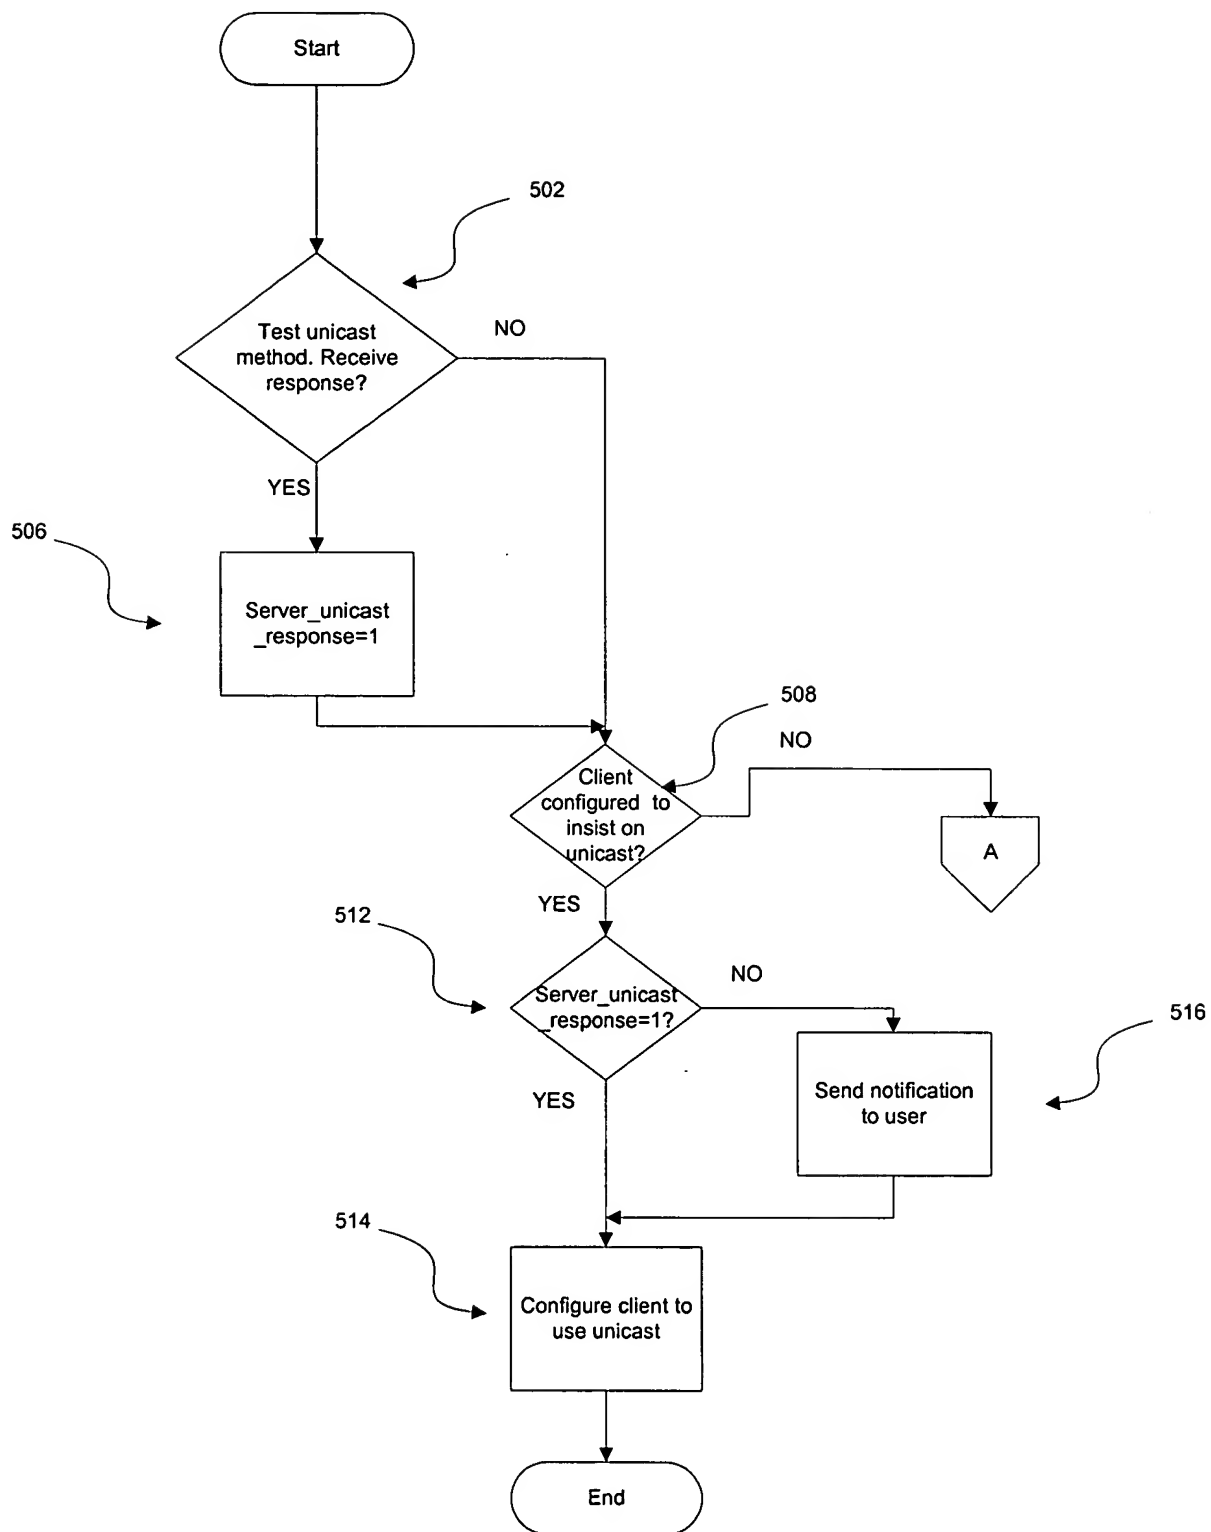 Start
502
Test unicast
method. Receive
response?
NO
YES
506
Server_unicast
_response=1
508
NO
Client
configured to
insist on
unicast?
A
YES
512
Server_unicast
_response=1?
NO
516
Send notification
to user
YES
514
Configure client to
use unicast
End